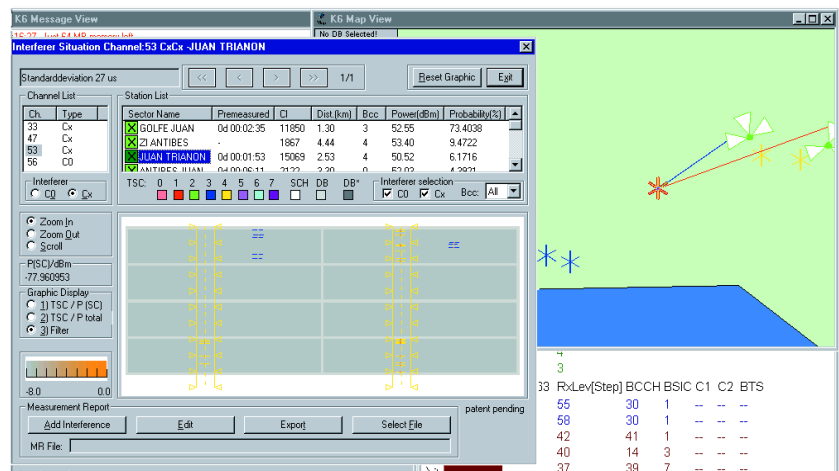 K6 Message View
K6 Map View
No DB Selected!
Interferer Situation Channel:53 CxCx -JUAN TRIANON
Standarddeviation 27 us
<< < > >> 1/1
Reset Graphic Exit
Channel List
Ch. Type
33 Cx
47 Cx
53 Cx
56 C0
Station List
Sector Name Premeasured CI Dist.(km) Bcc Power(dBm) Probability(%)
GOLFE JUAN 0d 00:02:35 11850 1.30 3 52.55 73.4038
ZI ANTIBES - 1867 4.44 4 53.40 9.4722
JUAN TRIANON 0d 00:01:53 15069 2.53 4 50.52 6.1716
Interferer
C0 Cx
TSC: 0 1 2 3 4 5 6 7 SCH DB DB*
Interferer selection
C0 Cx Bcc: All
Zoom In
Zoom Out
Scroll
P(SC)/dBm
-77.960953
Graphic Display
1) TSC / P (SC)
2) TSC / P total
3) Filter
-8.0 0.0
Measurement Report
patent pending
Add Interference Edit Export Select File
MR File:
3
RxLev[Step] BCCH BSIC C1 C2 BTS
55 30 1 -- -- --
58 30 1 -- -- --
42 41 1 -- -- --
40 14 3 -- -- --
37 39 7 -- -- --